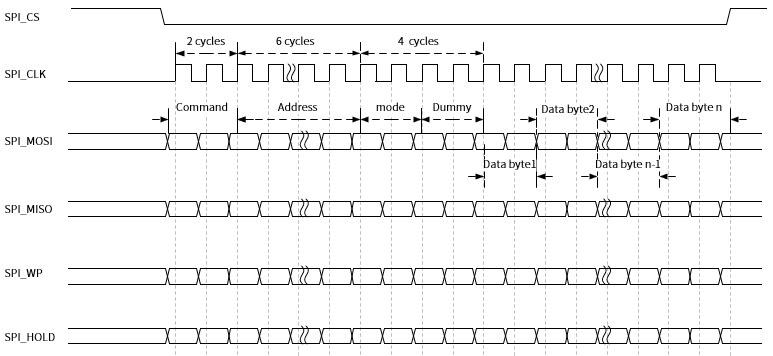 SPI_CS
2 cycles
6 cycles
4 cycles
SPI_CLK
Command
Address
mode
Dummy
Data byte2
Data byte n
SPI_MOSI
Data byte1
Data byte n-1
SPI_MISO
SPI_WP
SPI_HOLD